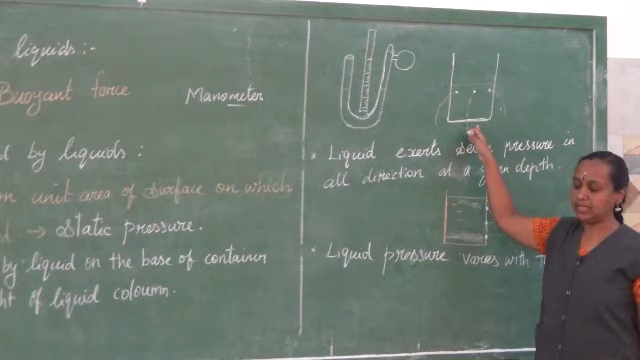 liquids:-
Buoyant force
Manometer
d by liquids:
on unit area of surface on which
d → static pressure.
by liquid on the base of container
ht of liquid coloumn.
* Liquid exerts same pressure in
all direction at a given depth.
* Liquid pressure varies with